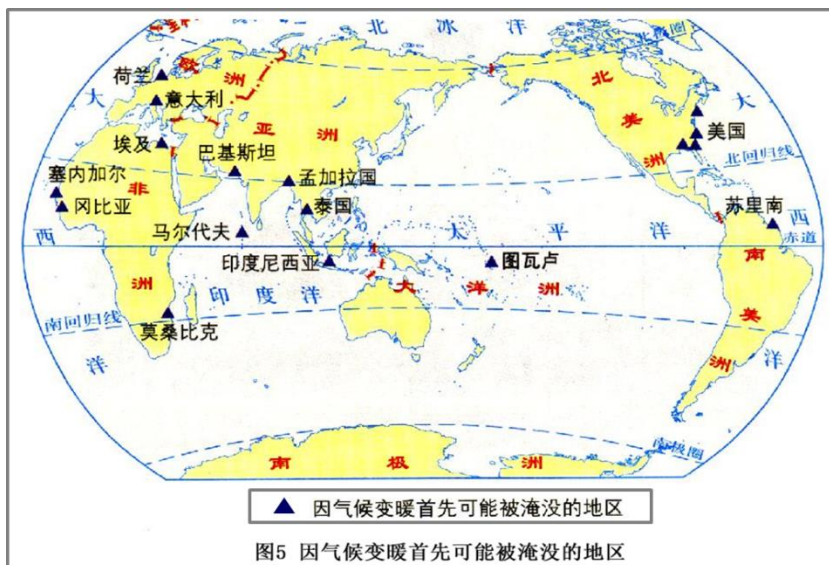 北 冰 洋
北极圈
荷兰
欧 洲
意大利
大
亚 洲
北 美 洲
大
美国
埃及
巴基斯坦
孟加拉国
北回归线
塞内加尔
非 洲
冈比亚
泰国
苏里南
西
马尔代夫
太 平 洋
西
赤道
印度尼西亚
图瓦卢
印 度 洋
大 洋 洲
南 美 洲
南回归线
莫桑比克
洋
洋
南极圈
南 极 洲
因气候变暖首先可能被淹没的地区
图5 因气候变暖首先可能被淹没的地区